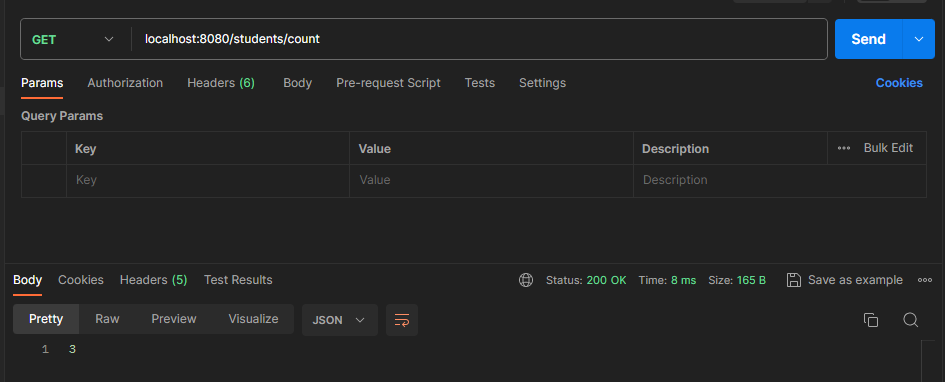 GET localhost:8080/students/count Send
Params Authorization Headers (6) Body Pre-request Script Tests Settings Cookies
Query Params
Key Value Description Bulk Edit
Key Value Description
Body Cookies Headers (5) Test Results Status: 200 OK Time: 8 ms Size: 165 B Save as example
Pretty Raw Preview Visualize JSON
1 3